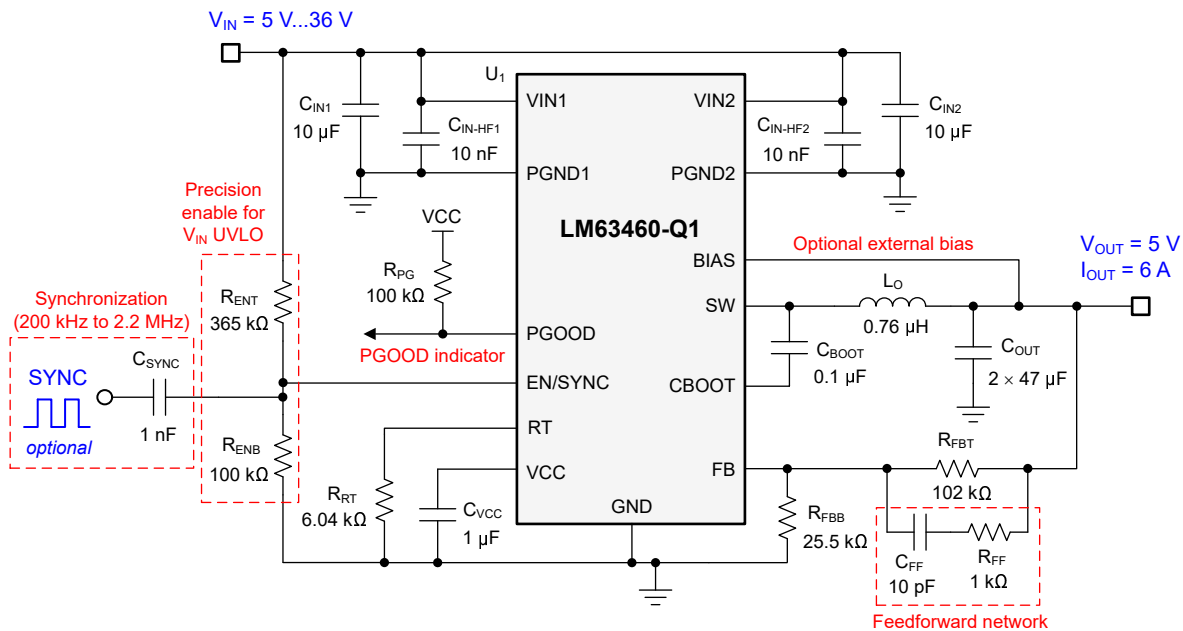 V_IN = 5 V...36 V
U₁
VIN1
VIN2
C_IN1
10 µF
C_IN-HF1
10 nF
C_IN-HF2
10 nF
C_IN2
10 µF
PGND1
PGND2
Precision
enable for
V_IN UVLO
VCC
LM63460-Q1
Optional external bias
V_OUT = 5 V
I_OUT = 6 A
BIAS
R_PG
100 kΩ
R_ENT
365 kΩ
L_O
0.76 µH
SW
Synchronization
(200 kHz to 2.2 MHz)
PGOOD
PGOOD indicator
C_BOOT
0.1 µF
C_OUT
2 × 47 µF
C_SYNC
1 nF
SYNC
optional
EN/SYNC
CBOOT
RT
R_ENB
100 kΩ
VCC
FB
R_FBT
102 kΩ
R_RT
6.04 kΩ
C_VCC
1 µF
GND
R_FBB
25.5 kΩ
C_FF
10 pF
R_FF
1 kΩ
Feedforward network